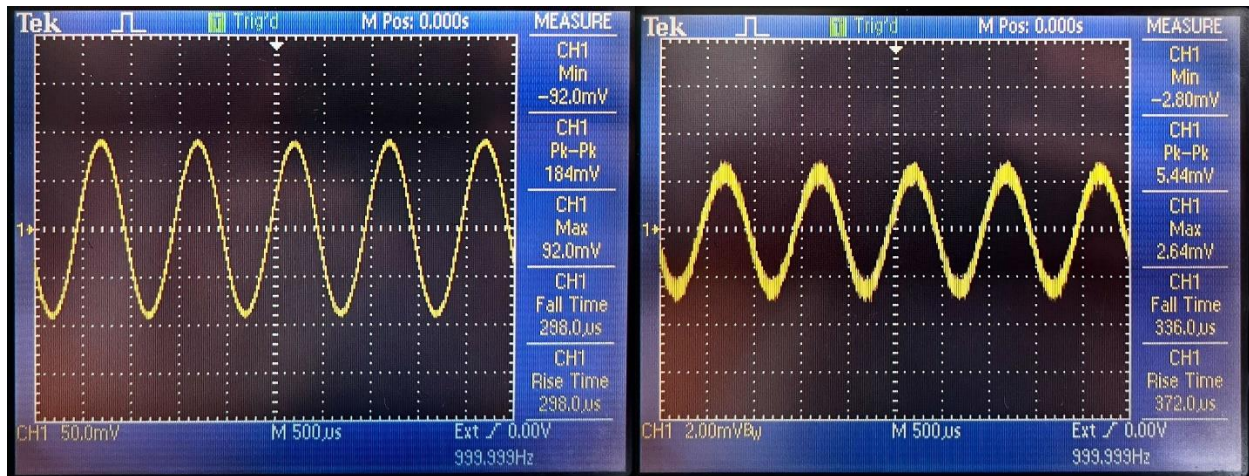 Tek
T Trig'd
M Pos: 0.000s
MEASURE
CH1
Min
-92.0mV
CH1
Pk-Pk
184mV
CH1
Max
92.0mV
CH1
Fall Time
298.0µs
CH1
Rise Time
298.0µs
1
CH1 50.0mV
M 500µs
Ext 0.00V
999.999Hz
Tek
T Trig'd
M Pos: 0.000s
MEASURE
CH1
Min
-2.80mV
CH1
Pk-Pk
5.44mV
CH1
Max
2.64mV
CH1
Fall Time
336.0µs
CH1
Rise Time
372.0µs
1
CH1 2.00mVBW
M 500µs
Ext 0.00V
999.999Hz